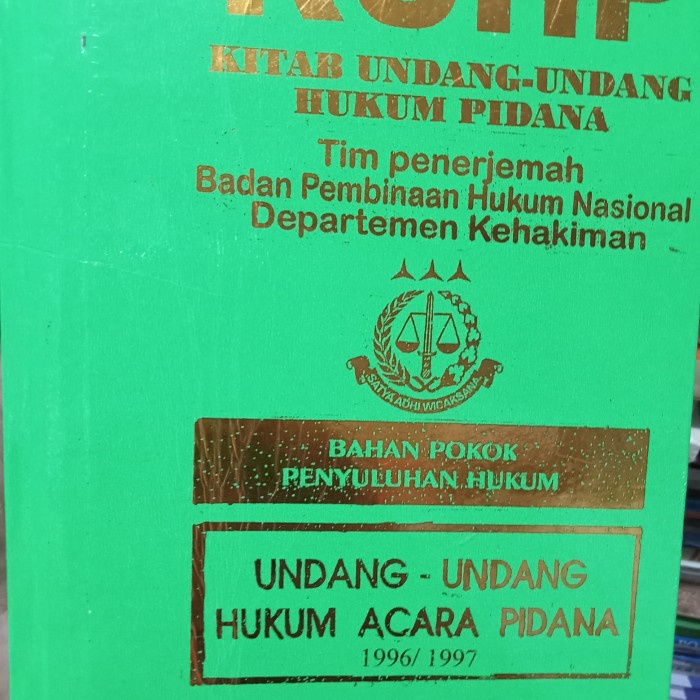 KUHP
KITAB UNDANG-UNDANG
HUKUM PIDANA
Tim penerjemah
Badan Pembinaan Hukum Nasional
Departemen Kehakiman
SATYA ADHI WICAKSANA
BAHAN POKOK
PENYULUHAN HUKUM
UNDANG - UNDANG
HUKUM ACARA PIDANA
1996/ 1997